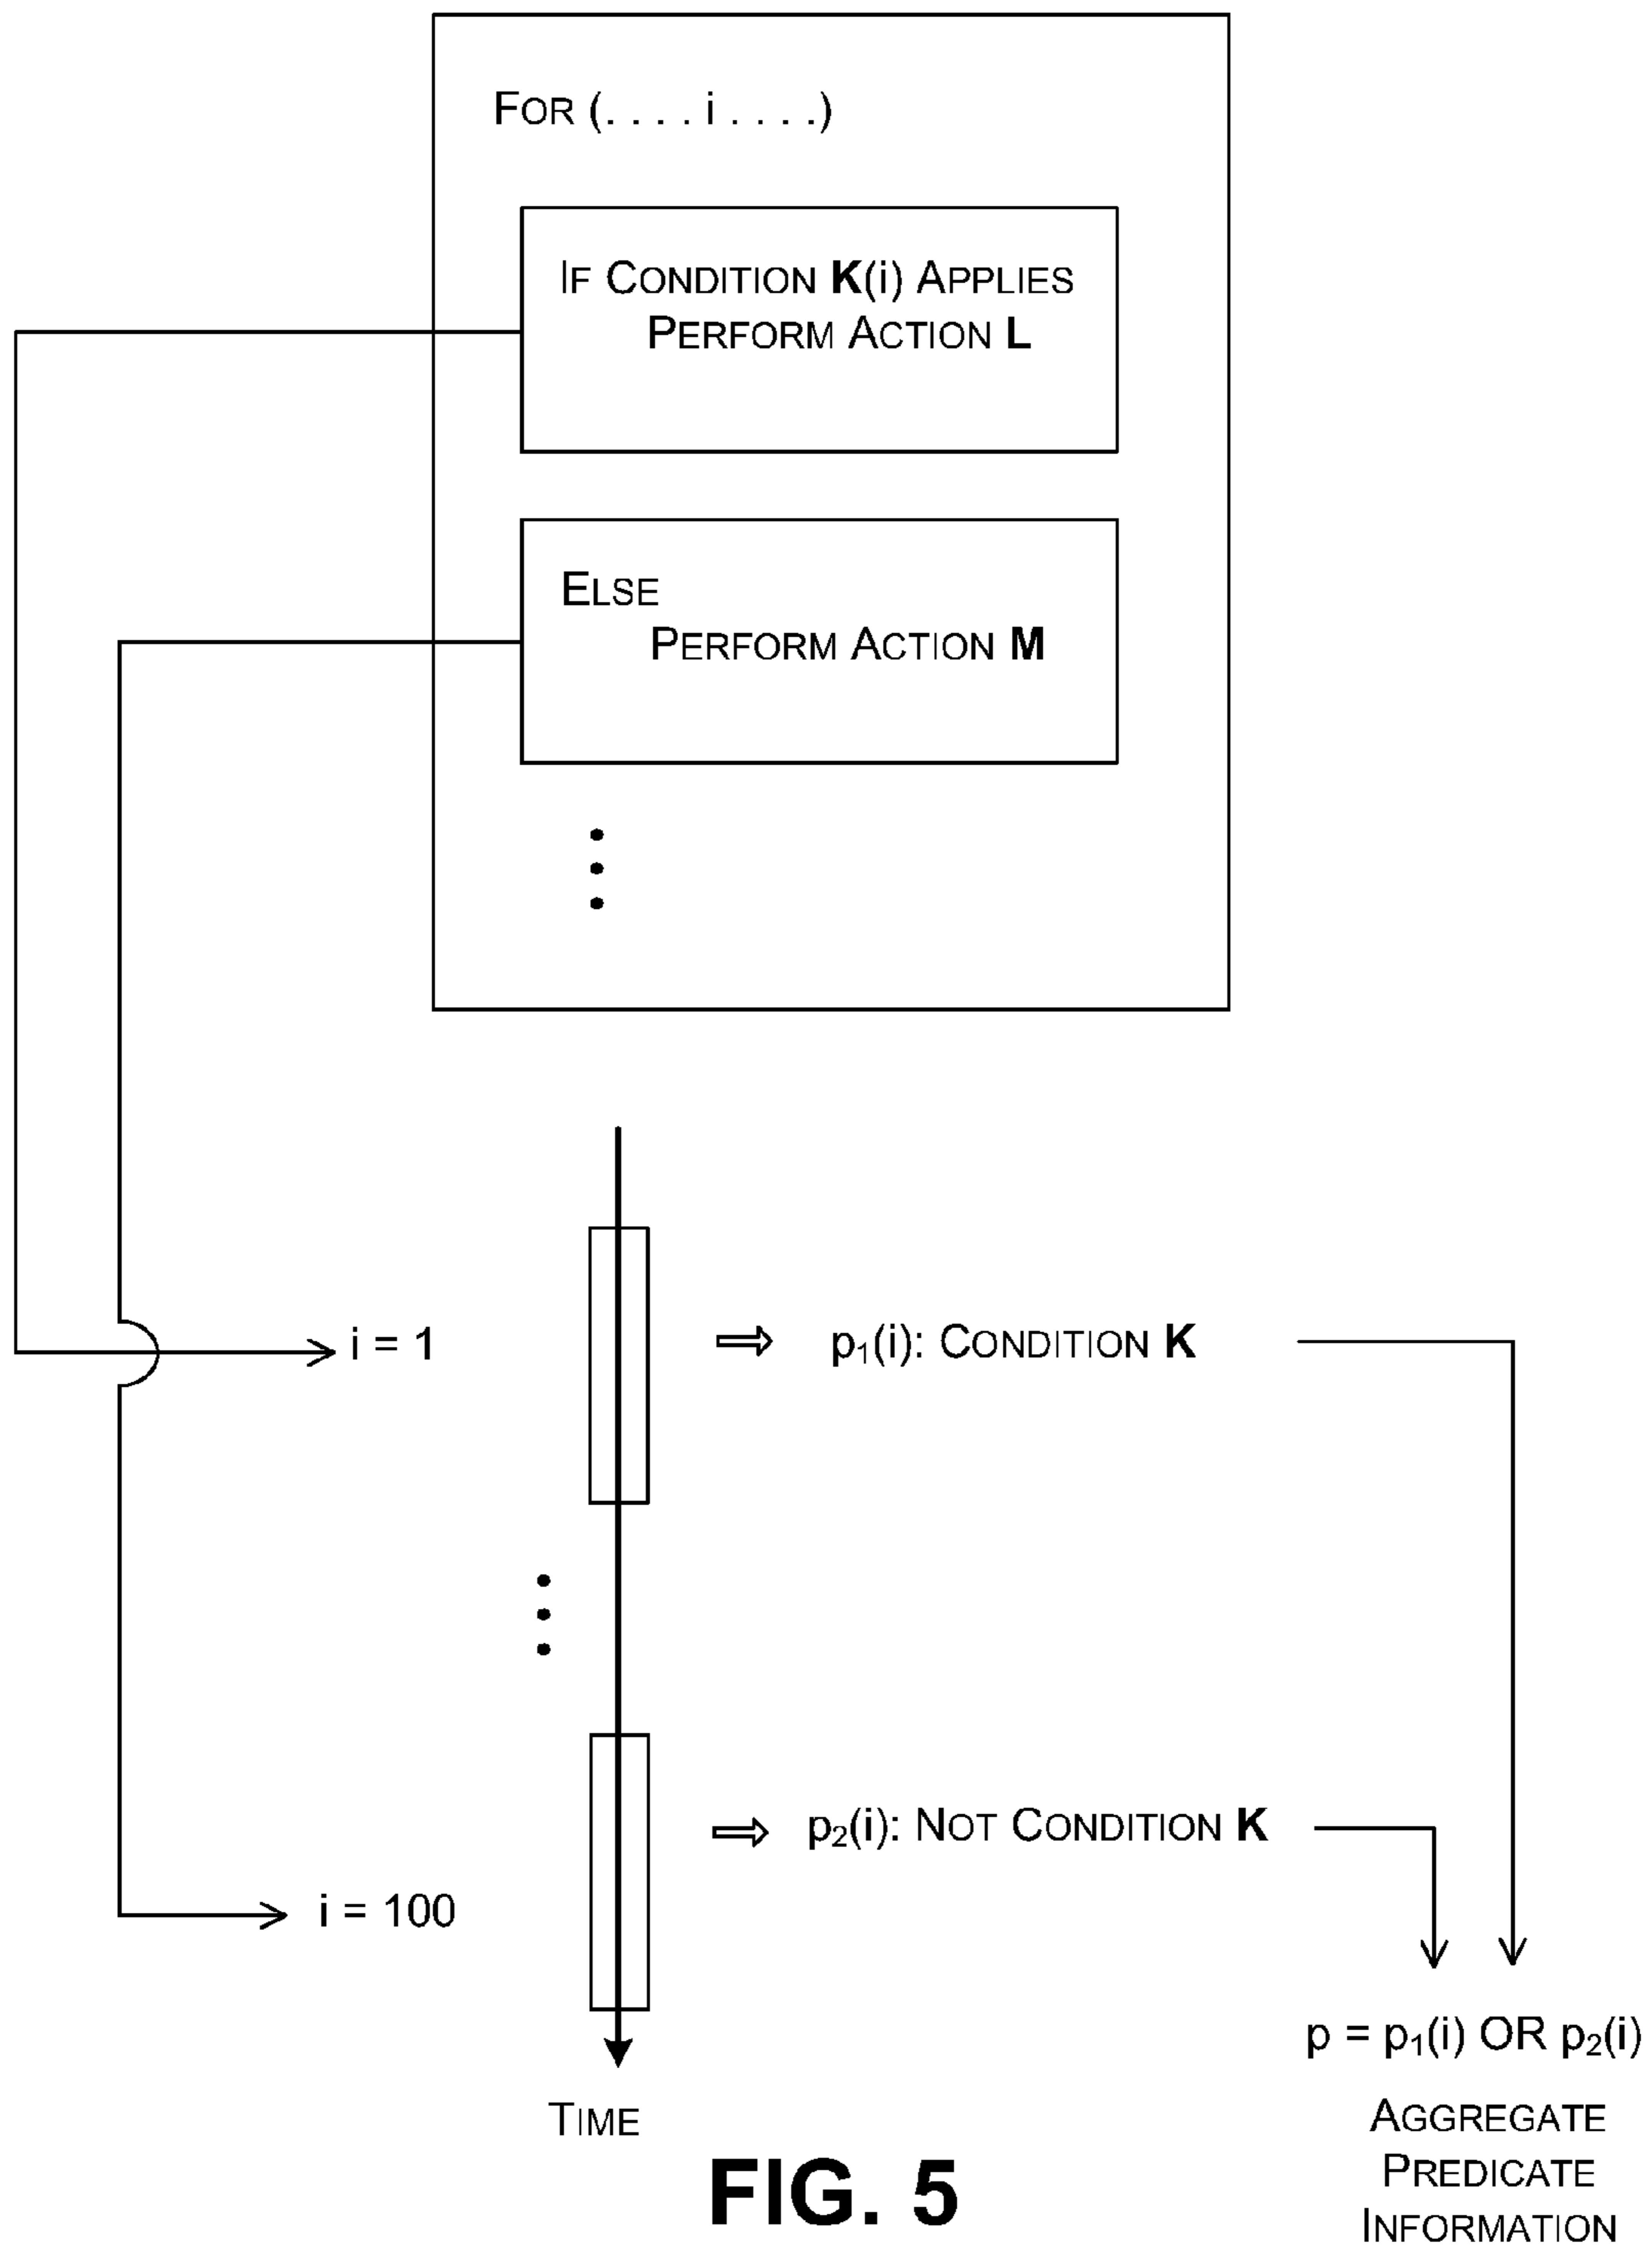 FOR (. . . . i . . . .)
IF CONDITION K(i) APPLIES
PERFORM ACTION L
ELSE
PERFORM ACTION M
i = 1
⇨ p₁(i): CONDITION K
⇨ p₂(i): NOT CONDITION K
i = 100
p = p₁(i) OR p₂(i)
AGGREGATE
PREDICATE
INFORMATION
TIME
FIG. 5